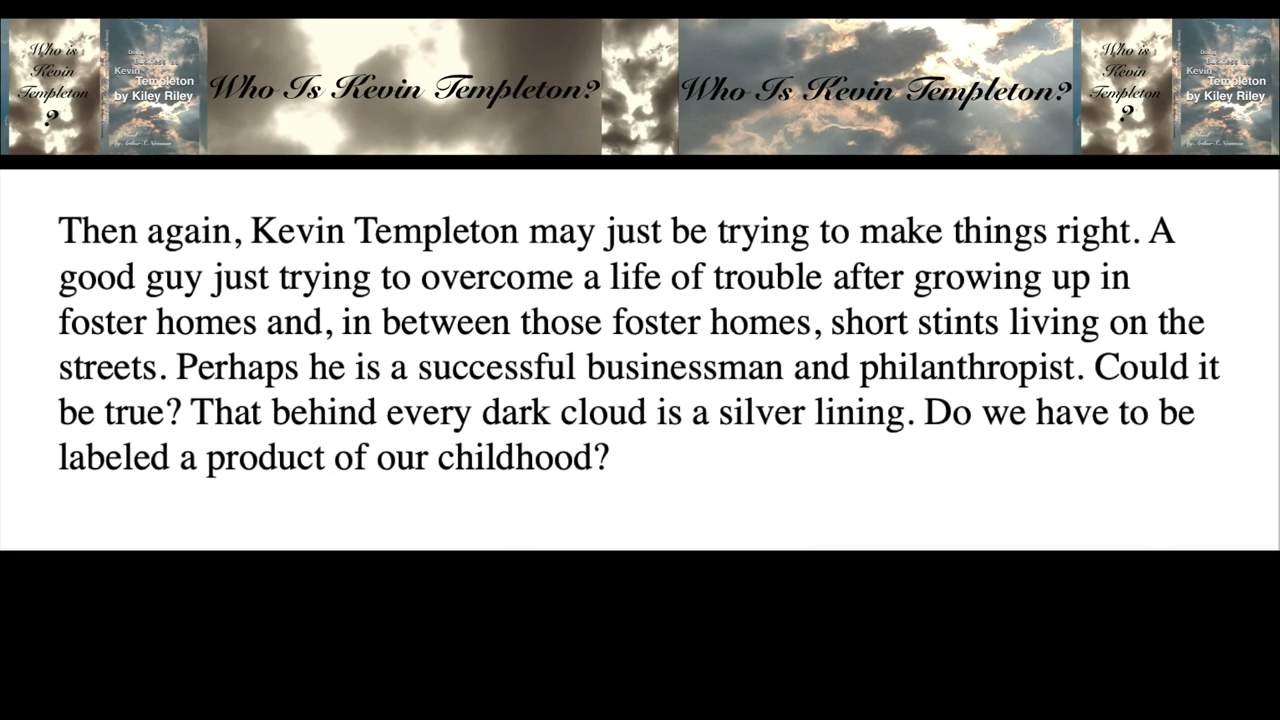 Who is
Kevin
Templeton
?
Kevin
Templeton
by Kiley Riley
Who Is Kevin Templeton?
Who Is Kevin Templeton?
Who is
Kevin
Templeton
?
Kevin
Templeton
by Kiley Riley
Then again, Kevin Templeton may just be trying to make things right. A
good guy just trying to overcome a life of trouble after growing up in
foster homes and, in between those foster homes, short stints living on the
streets. Perhaps he is a successful businessman and philanthropist. Could it
be true? That behind every dark cloud is a silver lining. Do we have to be
labeled a product of our childhood?